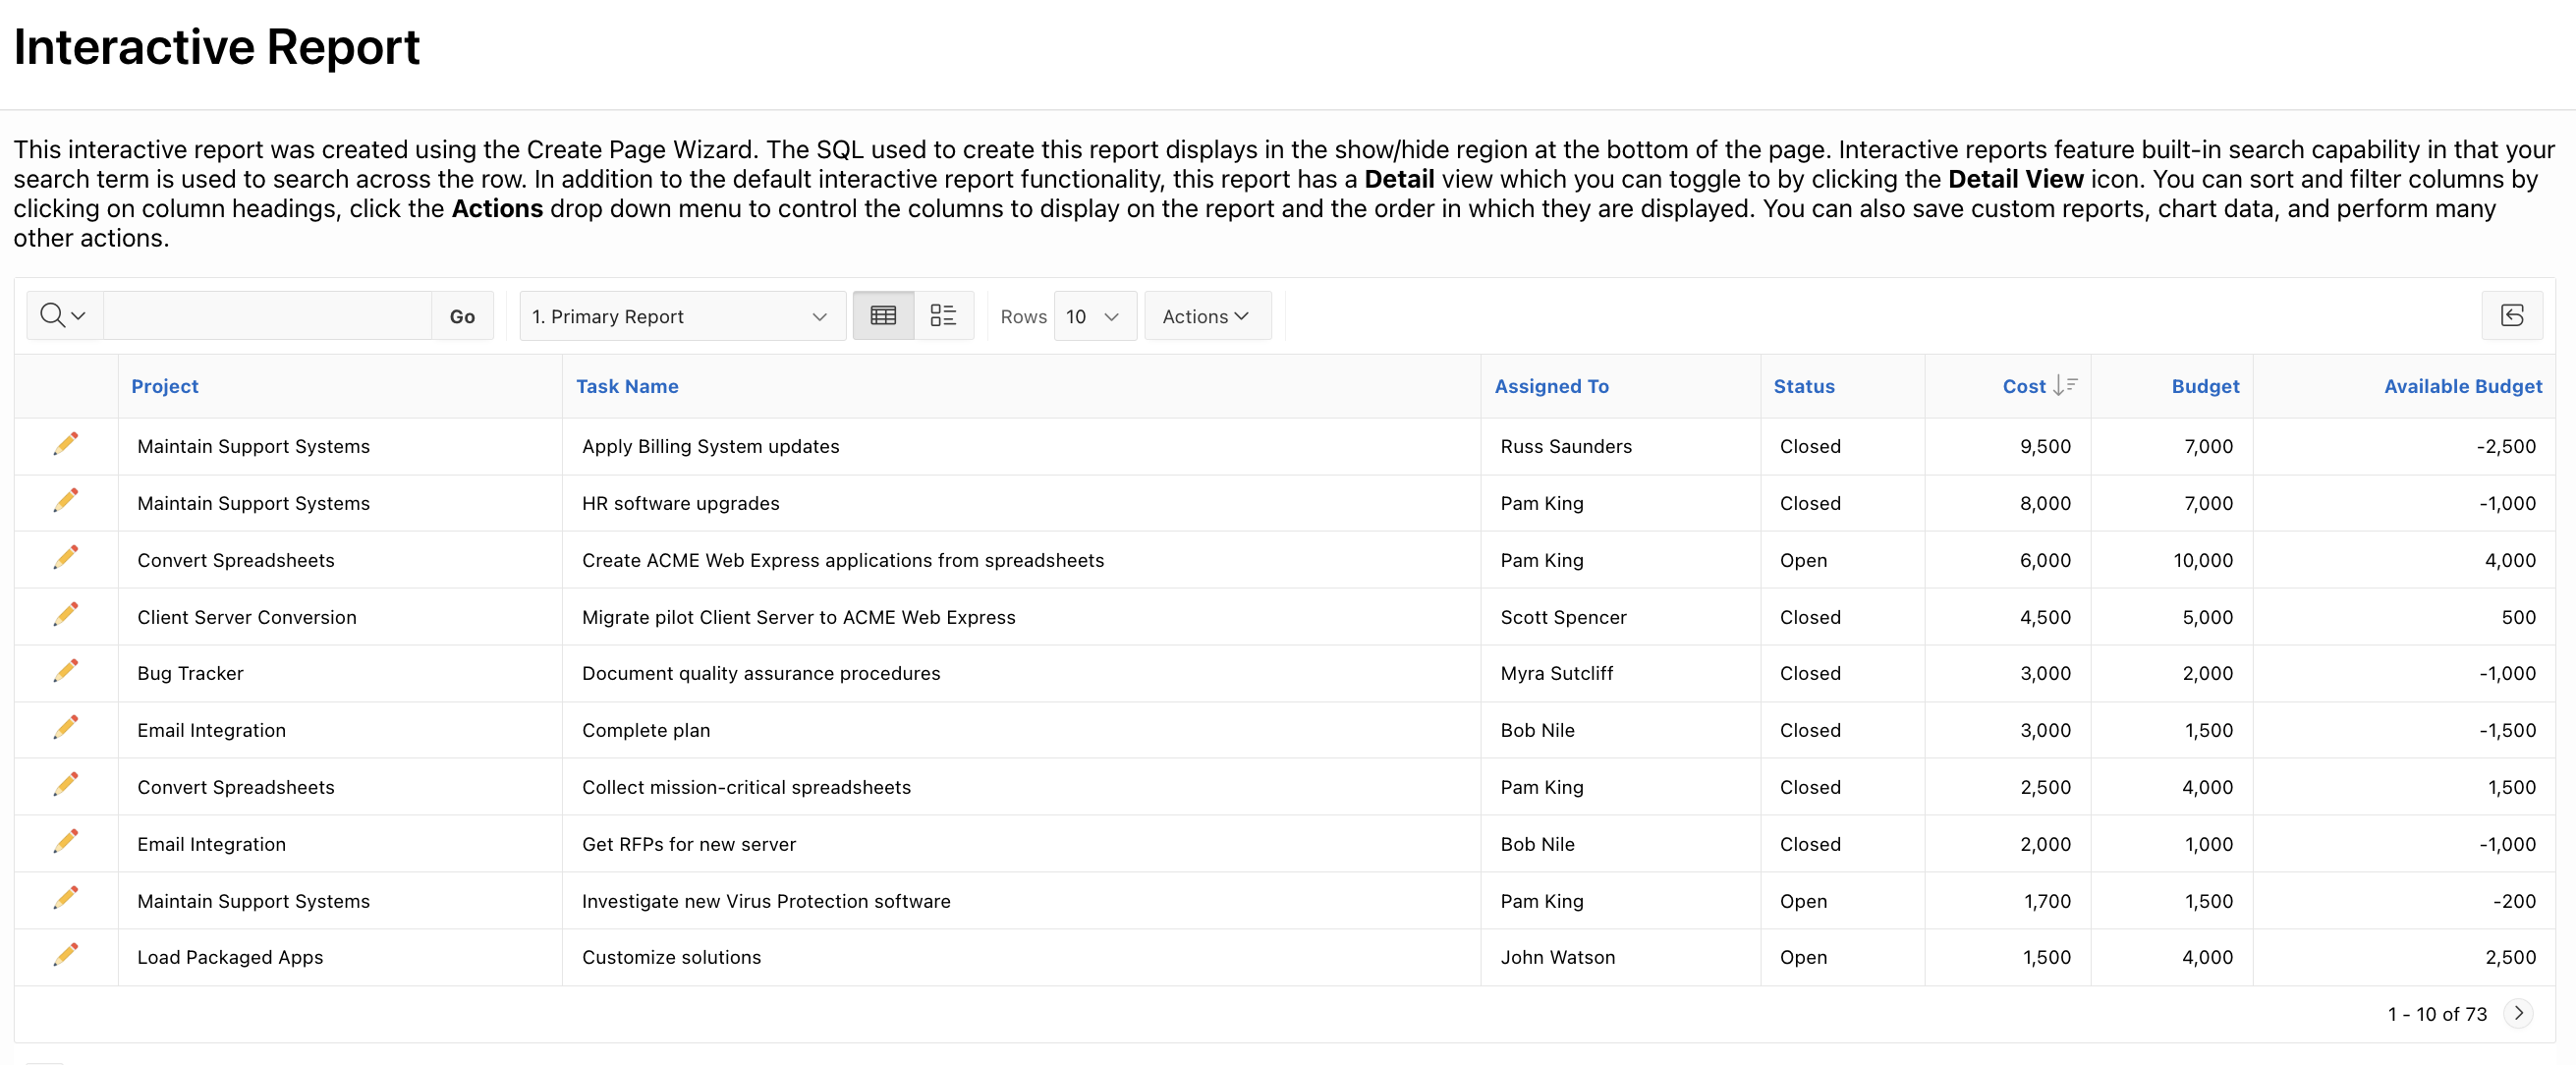 Interactive Report
This interactive report was created using the Create Page Wizard. The SQL used to create this report displays in the show/hide region at the bottom of the page. Interactive reports feature built-in search capability in that your
search term is used to search across the row. In addition to the default interactive report functionality, this report has a Detail view which you can toggle to by clicking the Detail View icon. You can sort and filter columns by
clicking on column headings, click the Actions drop down menu to control the columns to display on the report and the order in which they are displayed. You can also save custom reports, chart data, and perform many
other actions.
Go 1. Primary Report Rows 10 Actions
Project Task Name Assigned To Status Cost Budget Available Budget
Maintain Support Systems Apply Billing System updates Russ Saunders Closed 9,500 7,000 -2,500
Maintain Support Systems HR software upgrades Pam King Closed 8,000 7,000 -1,000
Convert Spreadsheets Create ACME Web Express applications from spreadsheets Pam King Open 6,000 10,000 4,000
Client Server Conversion Migrate pilot Client Server to ACME Web Express Scott Spencer Closed 4,500 5,000 500
Bug Tracker Document quality assurance procedures Myra Sutcliff Closed 3,000 2,000 -1,000
Email Integration Complete plan Bob Nile Closed 3,000 1,500 -1,500
Convert Spreadsheets Collect mission-critical spreadsheets Pam King Closed 2,500 4,000 1,500
Email Integration Get RFPs for new server Bob Nile Closed 2,000 1,000 -1,000
Maintain Support Systems Investigate new Virus Protection software Pam King Open 1,700 1,500 -200
Load Packaged Apps Customize solutions John Watson Open 1,500 4,000 2,500
1 - 10 of 73